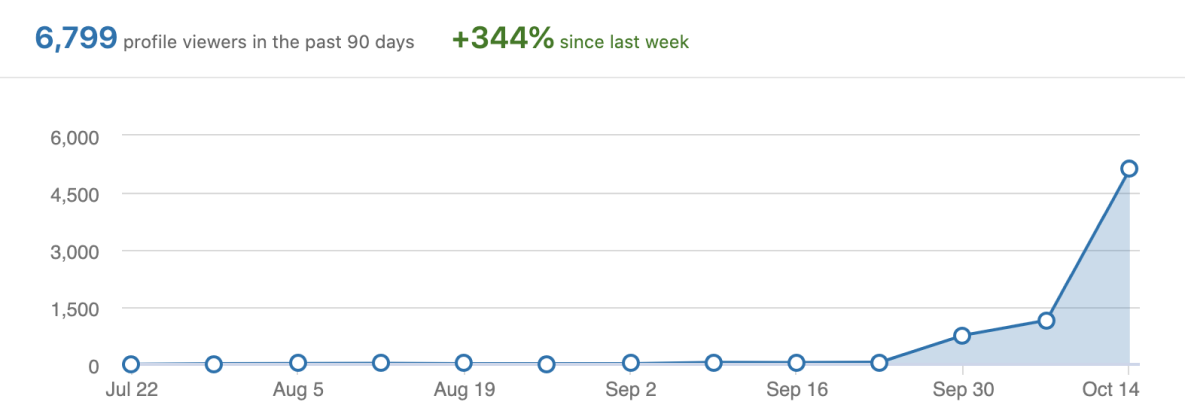 6,799 profile viewers in the past 90 days +344% since last week
6,000
4,500
3,000
1,500
0
Jul 22 Aug 5 Aug 19 Sep 2 Sep 16 Sep 30 Oct 14